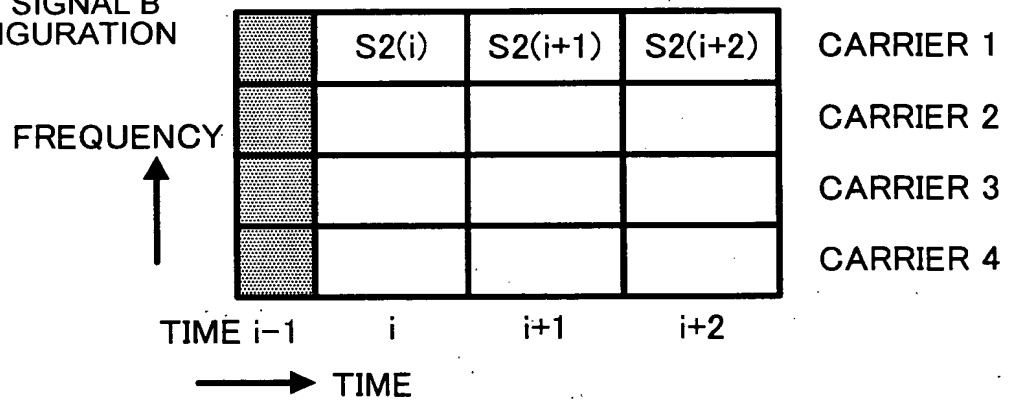 SIGNAL B
S2(i) S2(i+1) S2(i+2) CARRIER 1
CARRIER 2
FREQUENCY
CARRIER 3
CARRIER 4
TIME i-1 i i+1 i+2
TIME